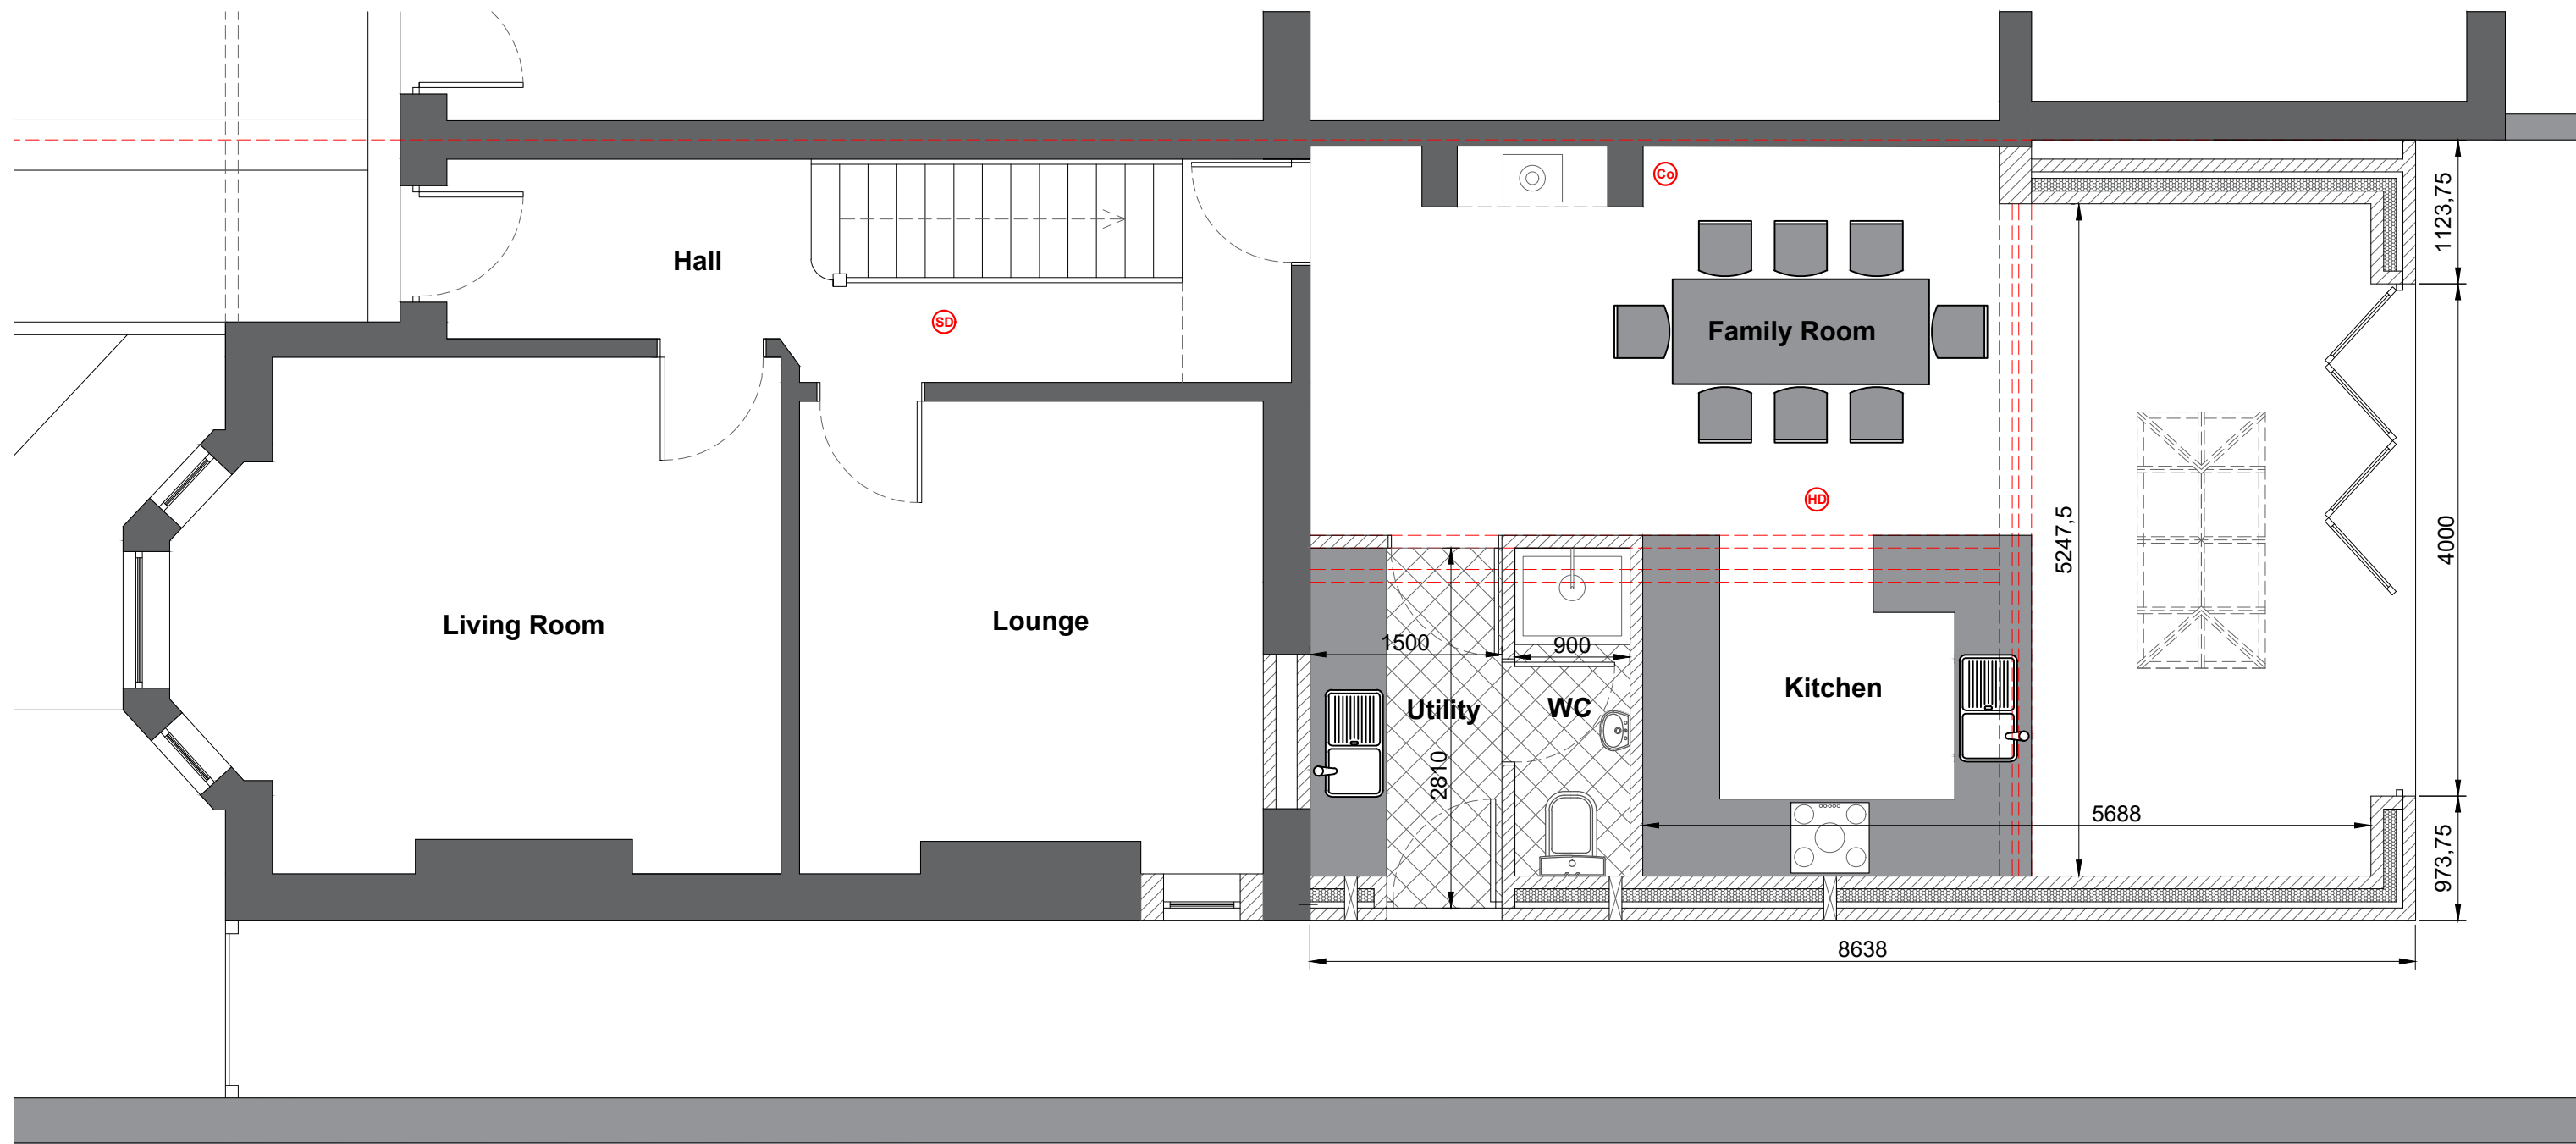 Co
1123,75
Hall
SD
Family Room
HD
5247,5
4000
Living Room
Lounge
1500
900
Utility
WC
Kitchen
2810
5688
973,75
8638